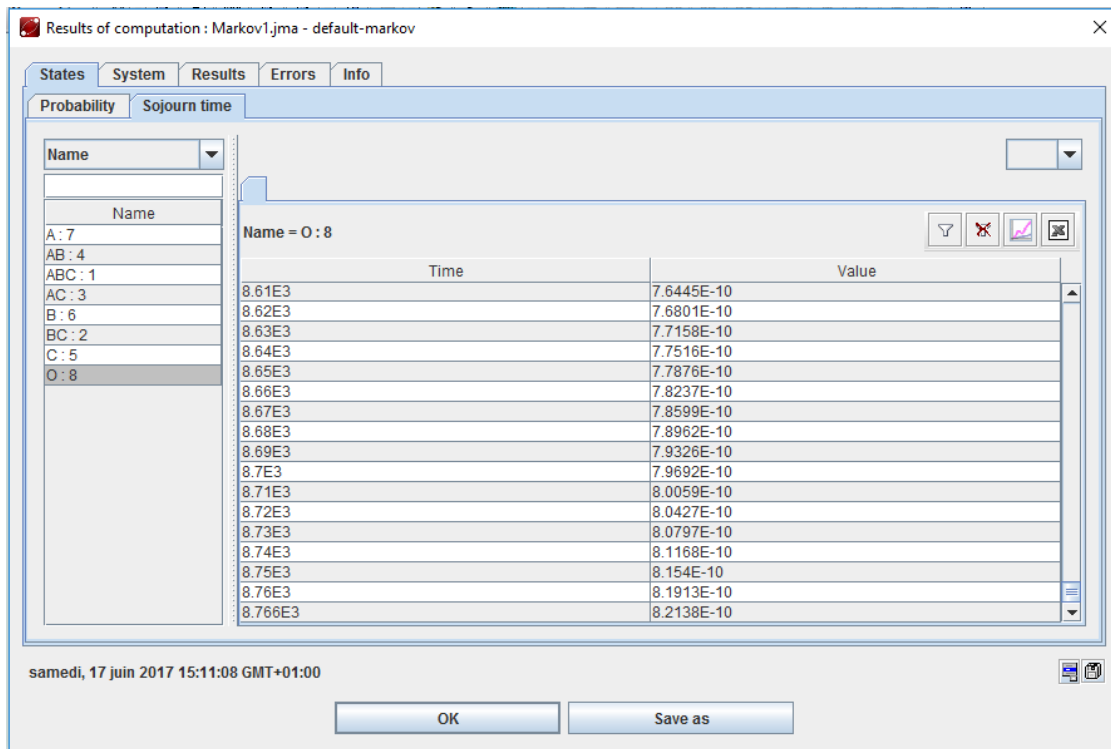 Results of computation : Markov1.jma - default-markov
States System Results Errors Info
Probability Sojourn time
Name
Name
A : 7
AB : 4
ABC : 1
AC : 3
B : 6
BC : 2
C : 5
O : 8
Name = O : 8
Time Value
8.61E3 7.6445E-10
8.62E3 7.6801E-10
8.63E3 7.7158E-10
8.64E3 7.7516E-10
8.65E3 7.7876E-10
8.66E3 7.8237E-10
8.67E3 7.8599E-10
8.68E3 7.8962E-10
8.69E3 7.9326E-10
8.7E3 7.9692E-10
8.71E3 8.0059E-10
8.72E3 8.0427E-10
8.73E3 8.0797E-10
8.74E3 8.1168E-10
8.75E3 8.154E-10
8.76E3 8.1913E-10
8.766E3 8.2138E-10
samedi, 17 juin 2017 15:11:08 GMT+01:00
OK Save as